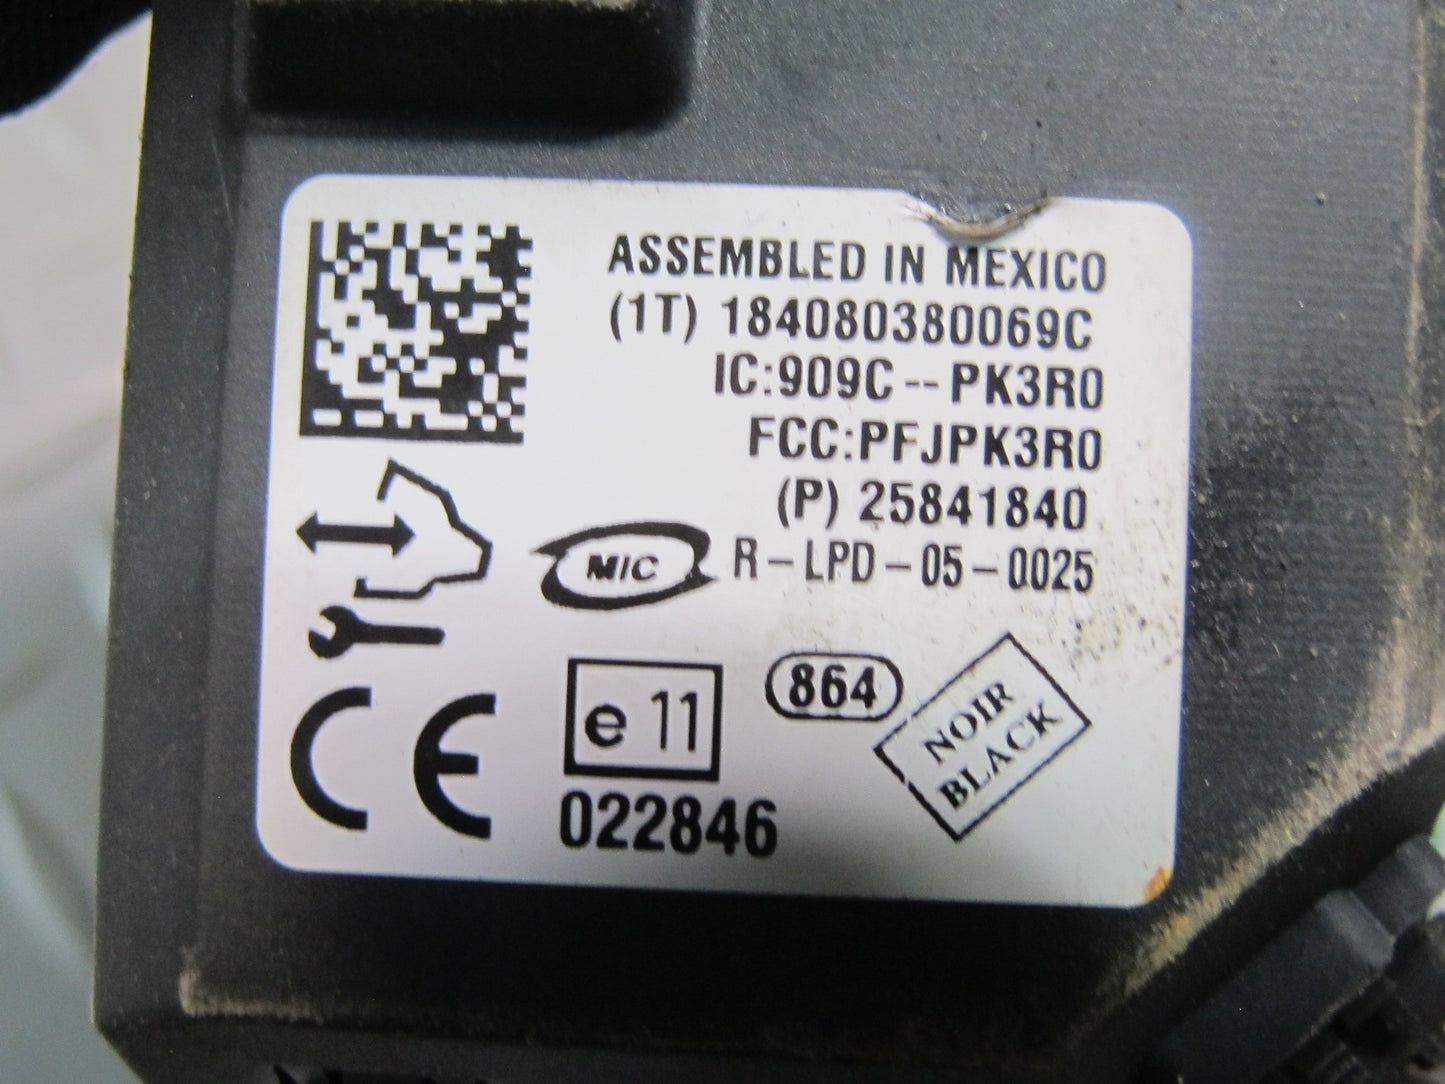 ASSEMBLED IN MEXICO
(1T) 184080380069C
IC:909C--PK3R0
FCC:PFJPK3R0
(P) 25841840
MIC R-LPD-05-0025
e 11
864
NOIR
BLACK
CE
022846